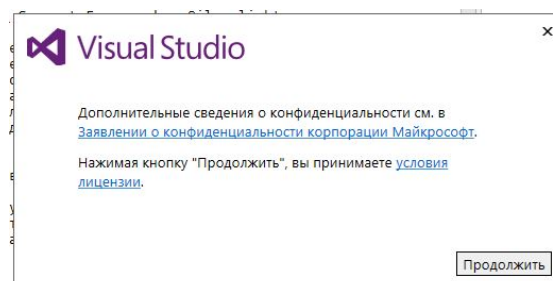 Visual Studio
Дополнительные сведения о конфиденциальности см. в
Заявлении о конфиденциальности корпорации Майкрософт.
Нажимая кнопку "Продолжить", вы принимаете условия
лицензии.
Продолжить